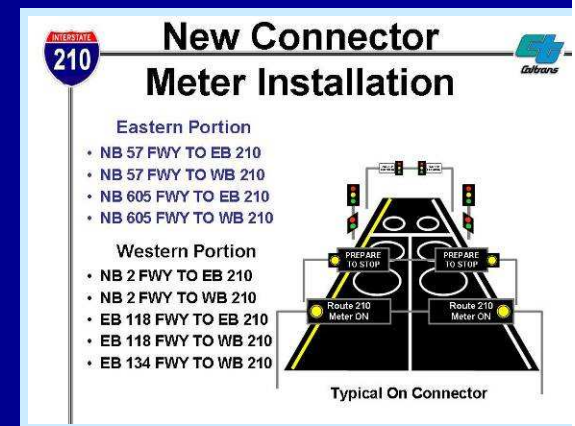 INTERSTATE
210
New Connector
Meter Installation
Caltrans
Eastern Portion
• NB 57 FWY TO EB 210
• NB 57 FWY TO WB 210
• NB 605 FWY TO EB 210
• NB 605 FWY TO WB 210
Western Portion
• NB 2 FWY TO EB 210
• NB 2 FWY TO WB 210
• EB 118 FWY TO EB 210
• EB 118 FWY TO WB 210
• EB 134 FWY TO WB 210
PREPARE
TO STOP
PREPARE
TO STOP
Route 210
Meter ON
Route 210
Meter ON
Typical On Connector